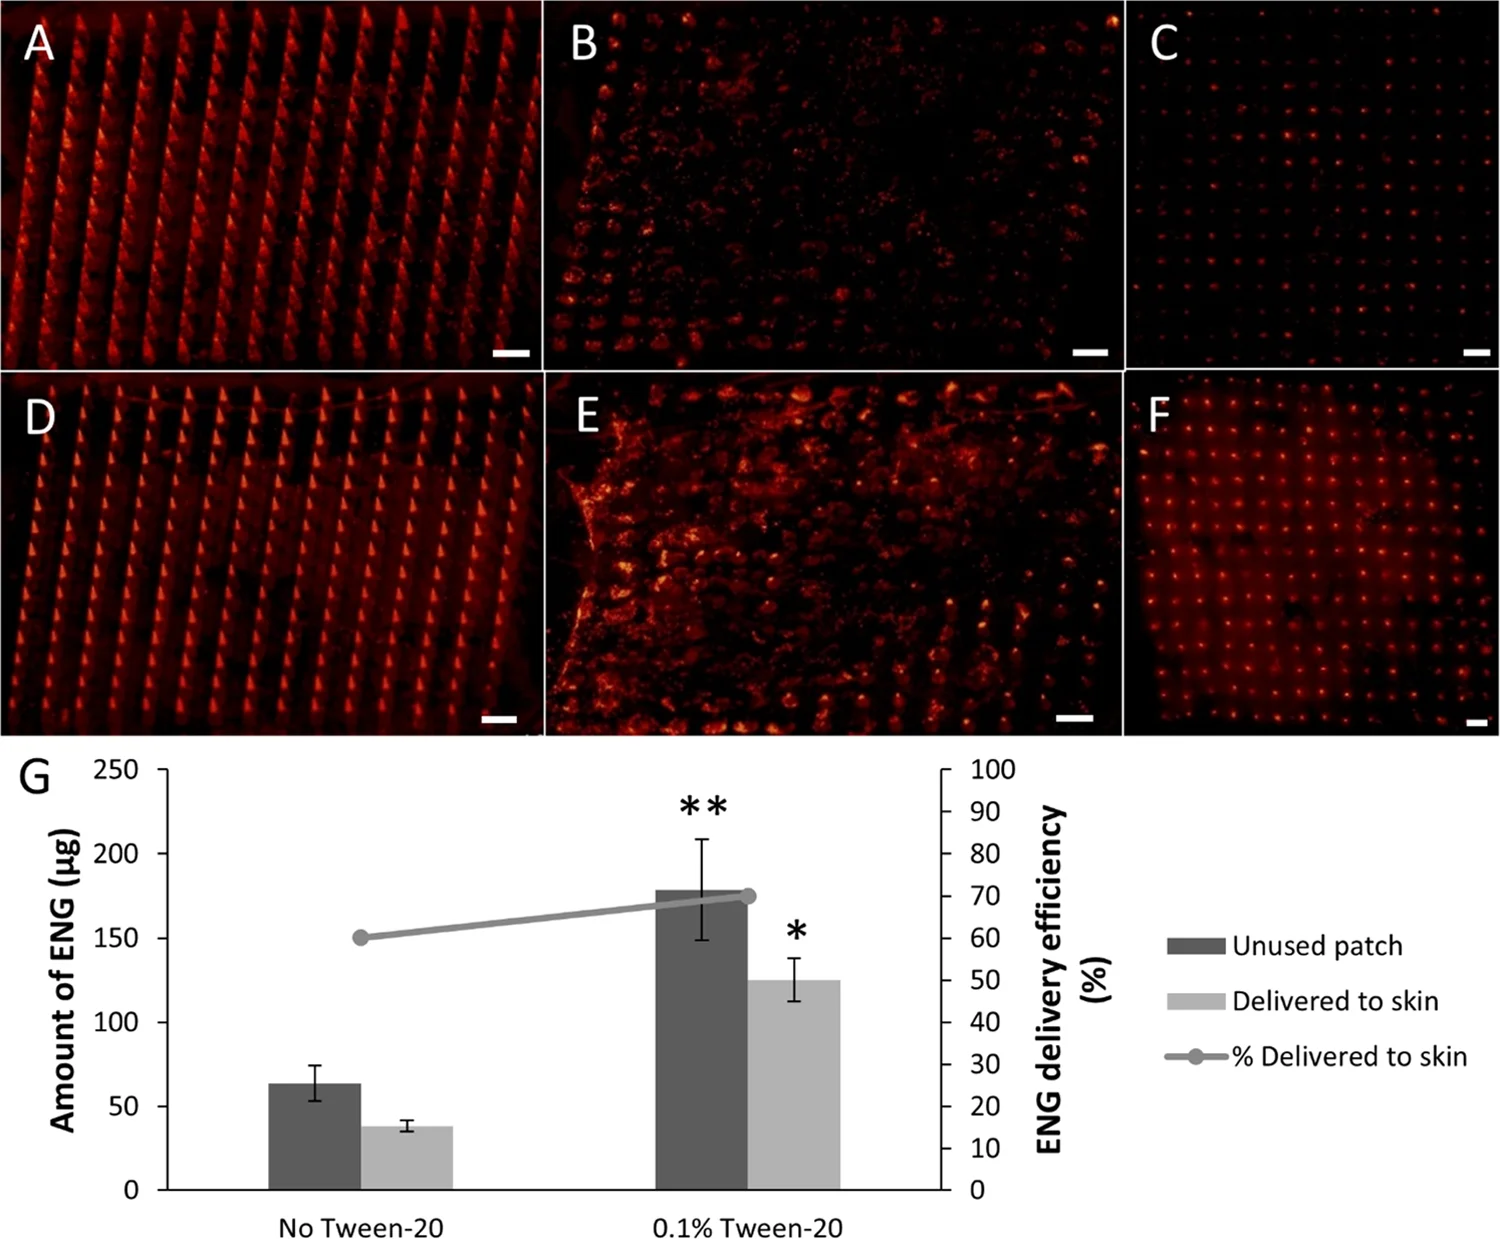 A
B
C
D
E
F
G
250
200
150
100
50
0
Amount of ENG (µg)
**
*
100
90
80
70
60
50
40
30
20
10
0
ENG delivery efficiency
(%)
No Tween-20
0.1% Tween-20
Unused patch
Delivered to skin
% Delivered to skin